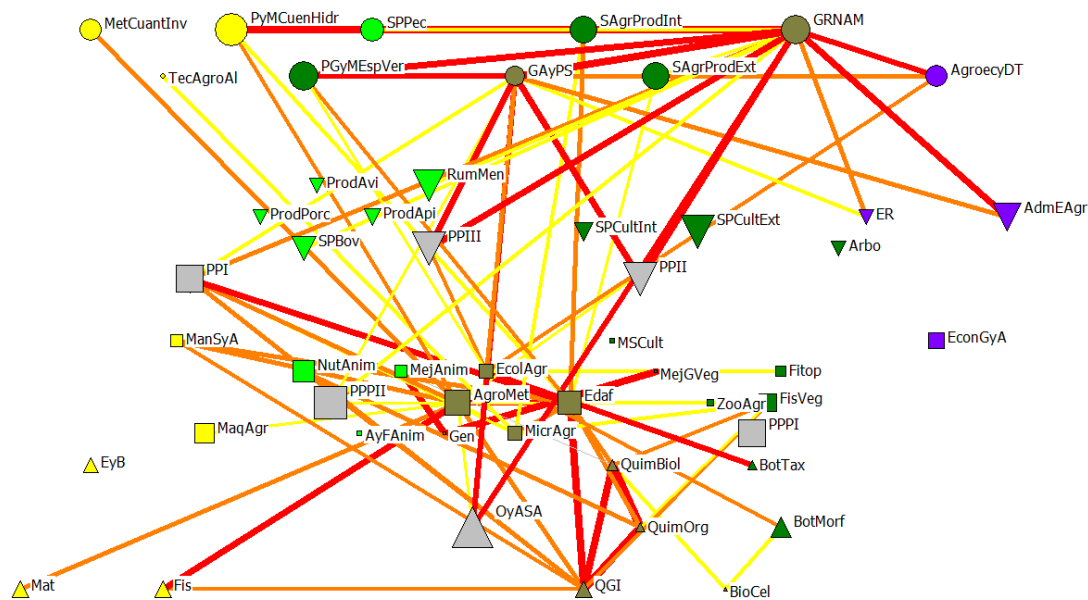 MetCuantInv
PyMCuenHidr
SPPec
SAgrProdInt
GRNAM
TecAgroAl
PGyMEspVer
GAyPS
SAgrProdExt
AgroecyDT
ProdAvi
RumMen
ProdPorc
ProdApi
SPCultInt
SPCultExt
ER
AdmEAgr
SPBov
PPIII
Arbo
PPI
PPII
ManSyA
MSCult
EconGyA
NutAnim
MejAnim
EcolAgr
MejGVeg
Fitop
PPPII
AgroMet
Edaf
ZooAgr
FisVeg
MaqAgr
AyFAnim
Gen
MicrAgr
PPPI
EyB
QuimBiol
BotTax
OyASA
QuimOrg
BotMorf
Mat
Fis
QGI
BioCel